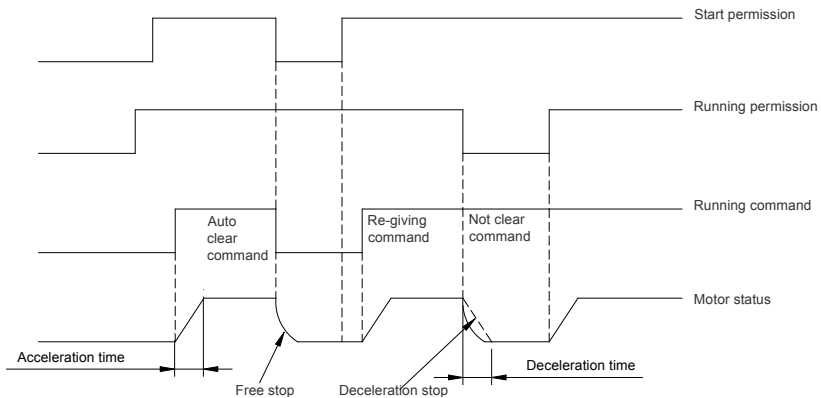 Start permission
Running permission
Running command
Auto
clear
command
Re-giving
command
Not clear
command
Motor status
Acceleration time
Deceleration time
Free stop
Deceleration stop